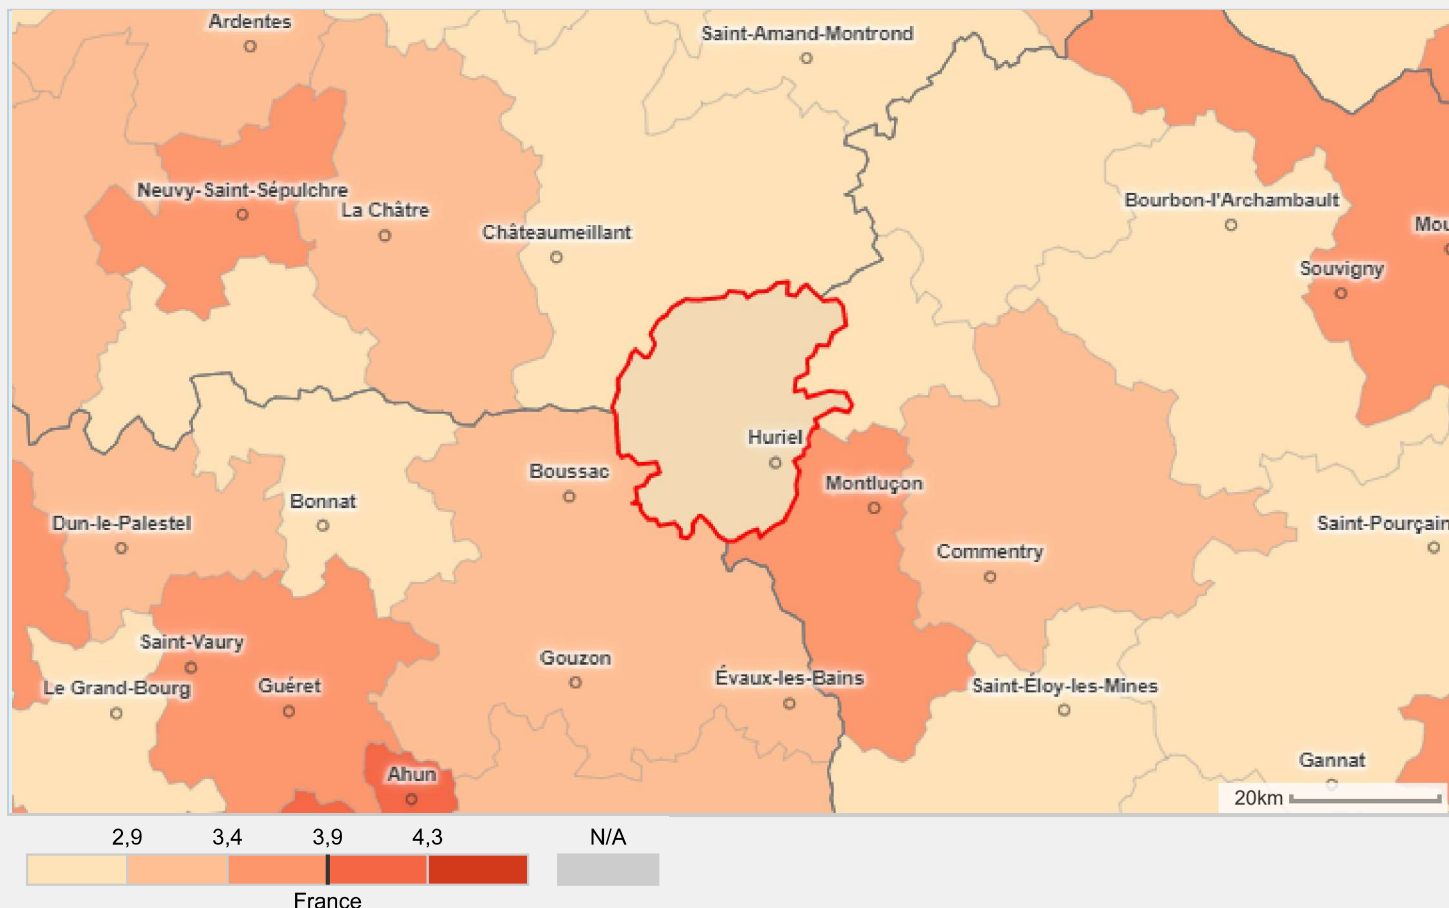 Ardentes
Saint-Amand-Montrond
Neuvy-Saint-Sépulchre
La Châtre
Bourbon-l'Archambault
Mou
Châteaumeillant
Souvigny
Huriel
Boussac
Montluçon
Bonnat
Dun-le-Palestel
Saint-Pourçain
Commentry
Saint-Vaury
Gouzon
Évaux-les-Bains
Le Grand-Bourg
Guéret
Saint-Éloy-les-Mines
Gannat
Ahun
20km
2,9 3,4 3,9 4,3 N/A
France